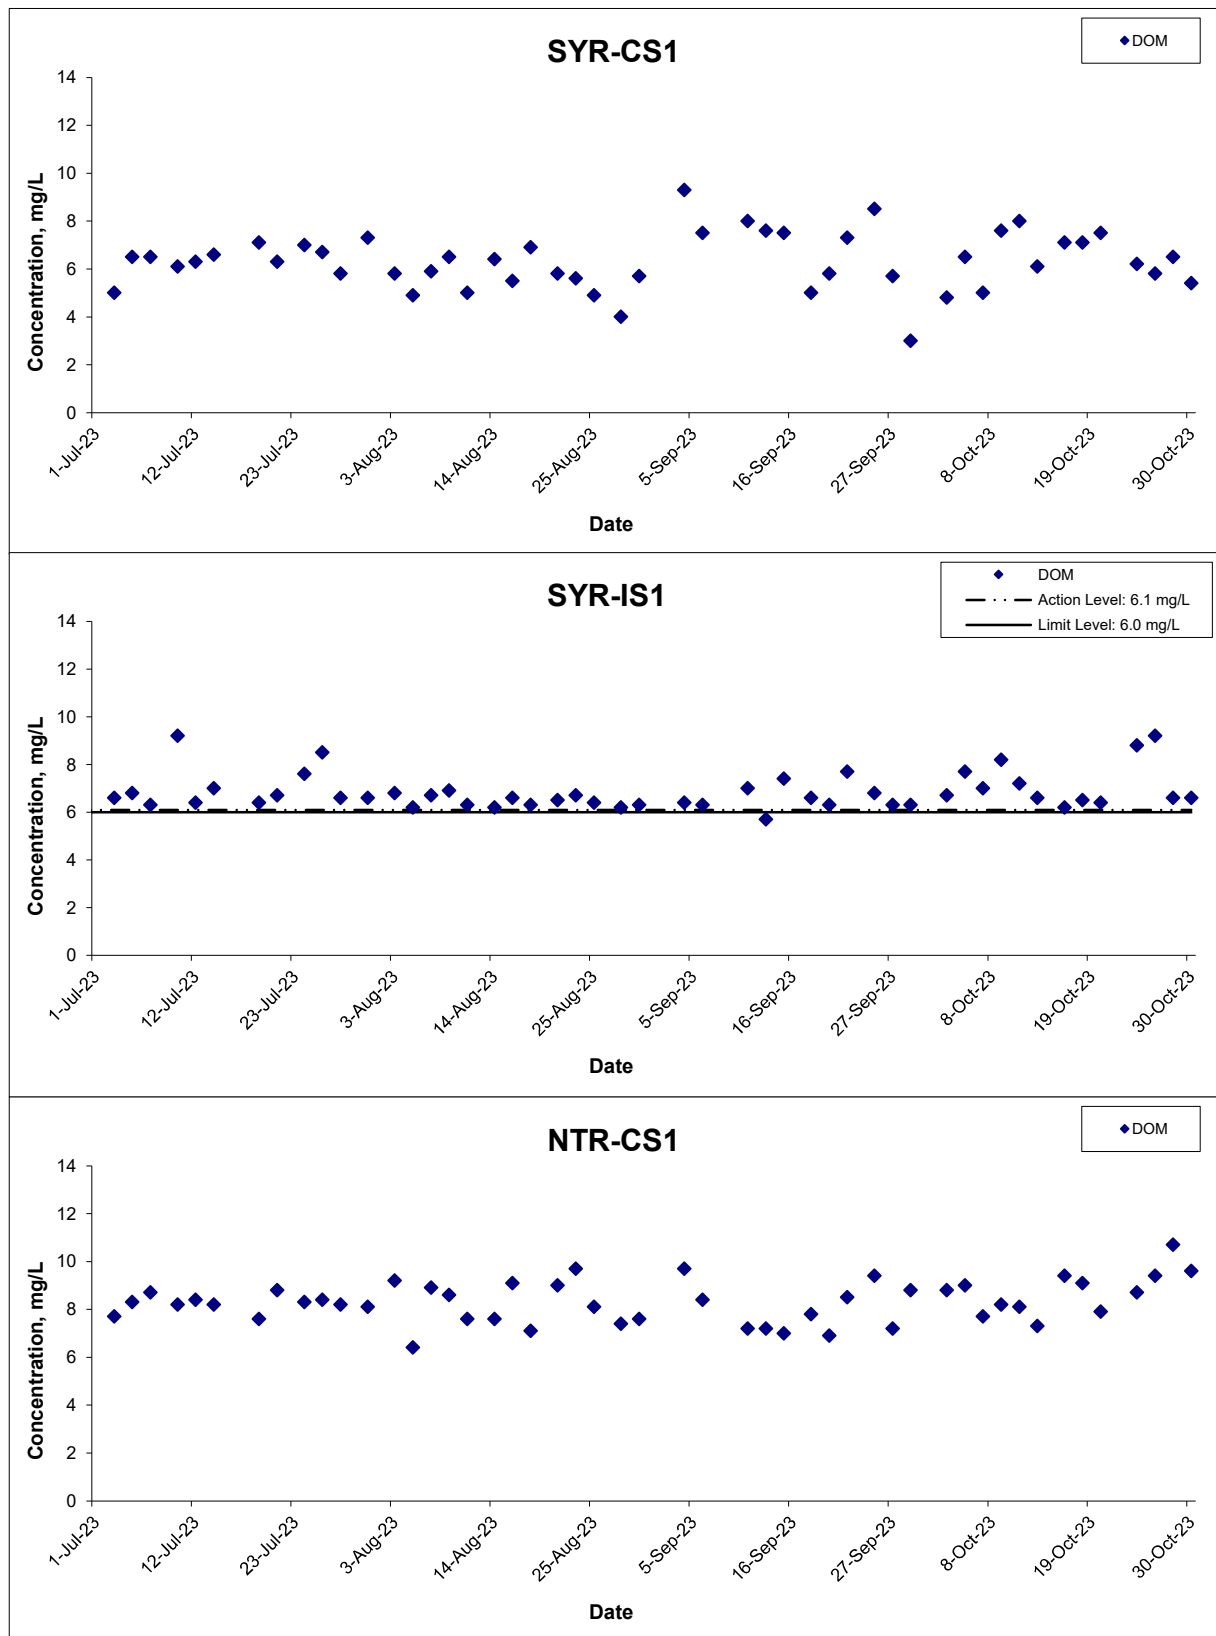 SYR-CS1
DOM
14
12
10
8
6
4
2
0
Concentration, mg/L
1-Jul-23
12-Jul-23
23-Jul-23
3-Aug-23
14-Aug-23
25-Aug-23
5-Sep-23
16-Sep-23
27-Sep-23
8-Oct-23
19-Oct-23
30-Oct-23
Date
SYR-IS1
DOM
Action Level: 6.1 mg/L
Limit Level: 6.0 mg/L
14
12
10
8
6
4
2
0
Concentration, mg/L
1-Jul-23
12-Jul-23
23-Jul-23
3-Aug-23
14-Aug-23
25-Aug-23
5-Sep-23
16-Sep-23
27-Sep-23
8-Oct-23
19-Oct-23
30-Oct-23
Date
NTR-CS1
DOM
14
12
10
8
6
4
2
0
Concentration, mg/L
1-Jul-23
12-Jul-23
23-Jul-23
3-Aug-23
14-Aug-23
25-Aug-23
5-Sep-23
16-Sep-23
27-Sep-23
8-Oct-23
19-Oct-23
30-Oct-23
Date